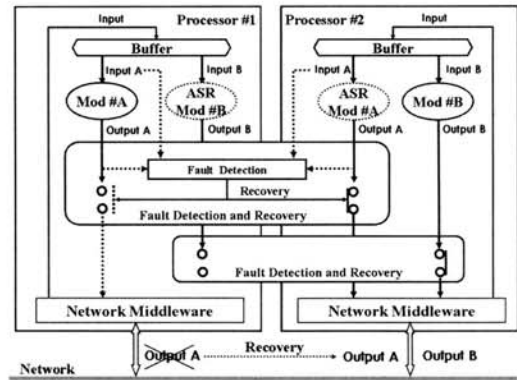 Input
Processor #1
Processor #2
Input
Buffer
Buffer
Input A
Input B
Input A
Input B
Mod #A
ASR
Mod #B
ASR
Mod #A
Mod #B
Output A
Output B
Output A
Output B
Fault Detection
Recovery
Fault Detection and Recovery
Fault Detection and Recovery
Network Middleware
Network Middleware
Network
Output A
Recovery
Output A
Output B